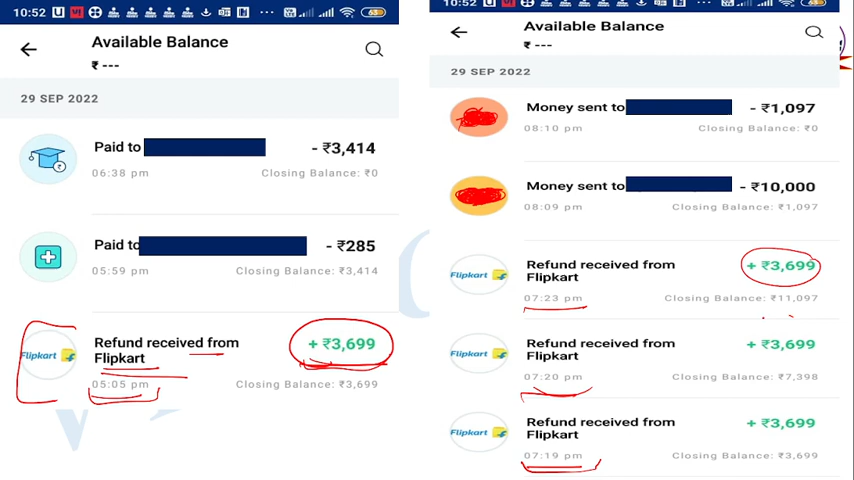 10:52
Available Balance
₹ ---
29 SEP 2022
Paid to
- ₹3,414
06:38 pm
Closing Balance: ₹0
Paid to
- ₹285
05:59 pm
Closing Balance: ₹3,414
Flipkart
Refund received from
Flipkart
+ ₹3,699
05:05 pm
Closing Balance: ₹3,699
10:52
Available Balance
₹ ---
29 SEP 2022
Money sent to
- ₹1,097
08:10 pm
Closing Balance: ₹0
Money sent to
- ₹10,000
08:09 pm
Closing Balance: ₹1,097
Flipkart
Refund received from
Flipkart
+ ₹3,699
07:23 pm
Closing Balance: ₹11,097
Flipkart
Refund received from
Flipkart
+ ₹3,699
07:20 pm
Closing Balance: ₹7,398
Flipkart
Refund received from
Flipkart
+ ₹3,699
07:19 pm
Closing Balance: ₹3,699